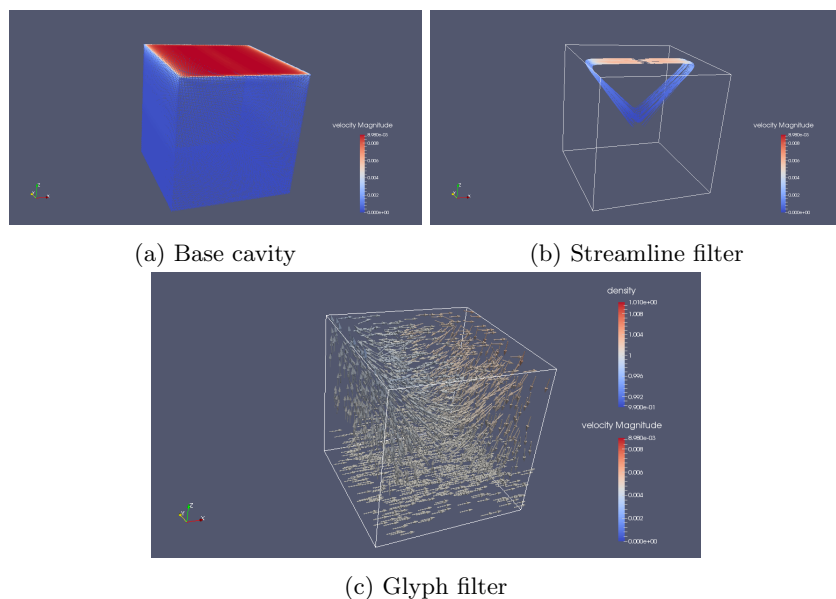 velocity Magnitude
8.980e-03
0.008
0.006
0.004
0.002
0.000e+00
Z
X
(a) Base cavity
velocity Magnitude
8.980e-03
0.008
0.006
0.004
0.002
0.000e+00
Z
X
(b) Streamline filter
density
1.010e+00
1.008
1.004
1
0.996
0.992
9.900e-01
velocity Magnitude
8.980e-03
0.008
0.006
0.004
0.002
0.000e+00
Z
Y
X
(c) Glyph filter